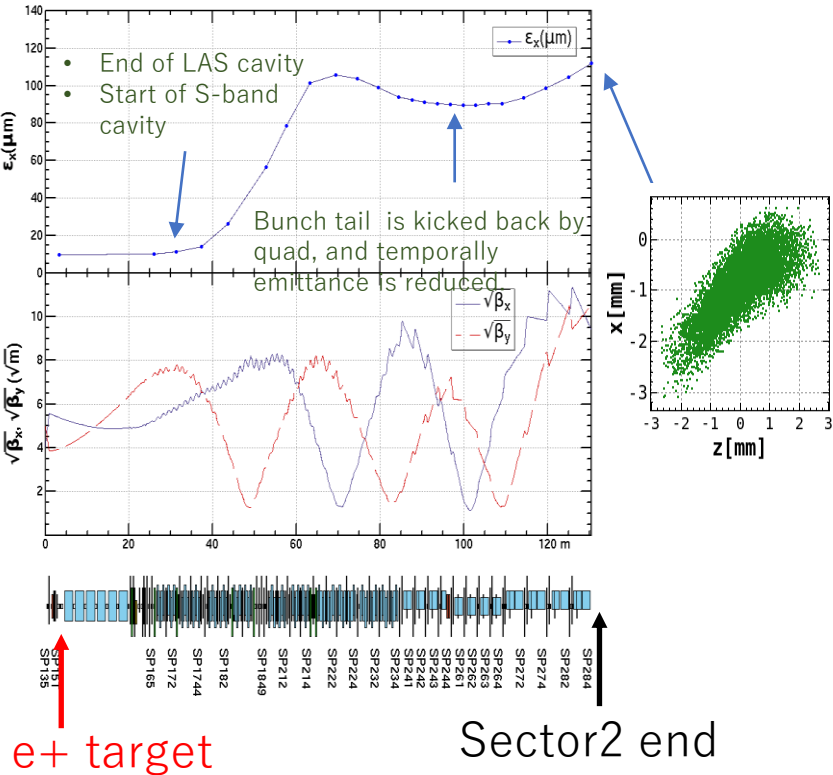 140
120
100
80
60
40
20
0
εx(μm)
εx(μm)
• End of LAS cavity
• Start of S-band
cavity
Bunch tail is kicked back by
quad, and temporally
emittance is reduced
√βx
√βy
10
8
6
4
2
√βx, √βy (√m)
0 20 40 60 80 100 120 m
0
-1
-2
-3
x[mm]
-3 -2 -1 0 1 2 3
z[mm]
SP135
SP151
SP165
SP172
SP1744
SP182
SP1849
SP212
SP214
SP222
SP224
SP232
SP234
SP241
SP242
SP243
SP244
SP261
SP262
SP263
SP264
SP272
SP274
SP282
SP284
e+ target
Sector2 end